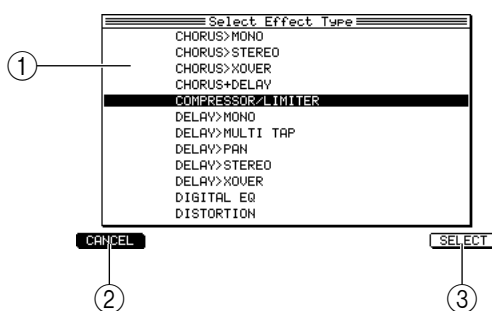 Select Effect Type
CHORUS>MONO
CHORUS>STEREO
CHORUS>XOVER
CHORUS+DELAY
COMPRESSOR/LIMITER
DELAY>MONO
DELAY>MULTI TAP
DELAY>PAN
DELAY>STEREO
DELAY>XOVER
DIGITAL EQ
DISTORTION
1
CANCEL
SELECT
2
3